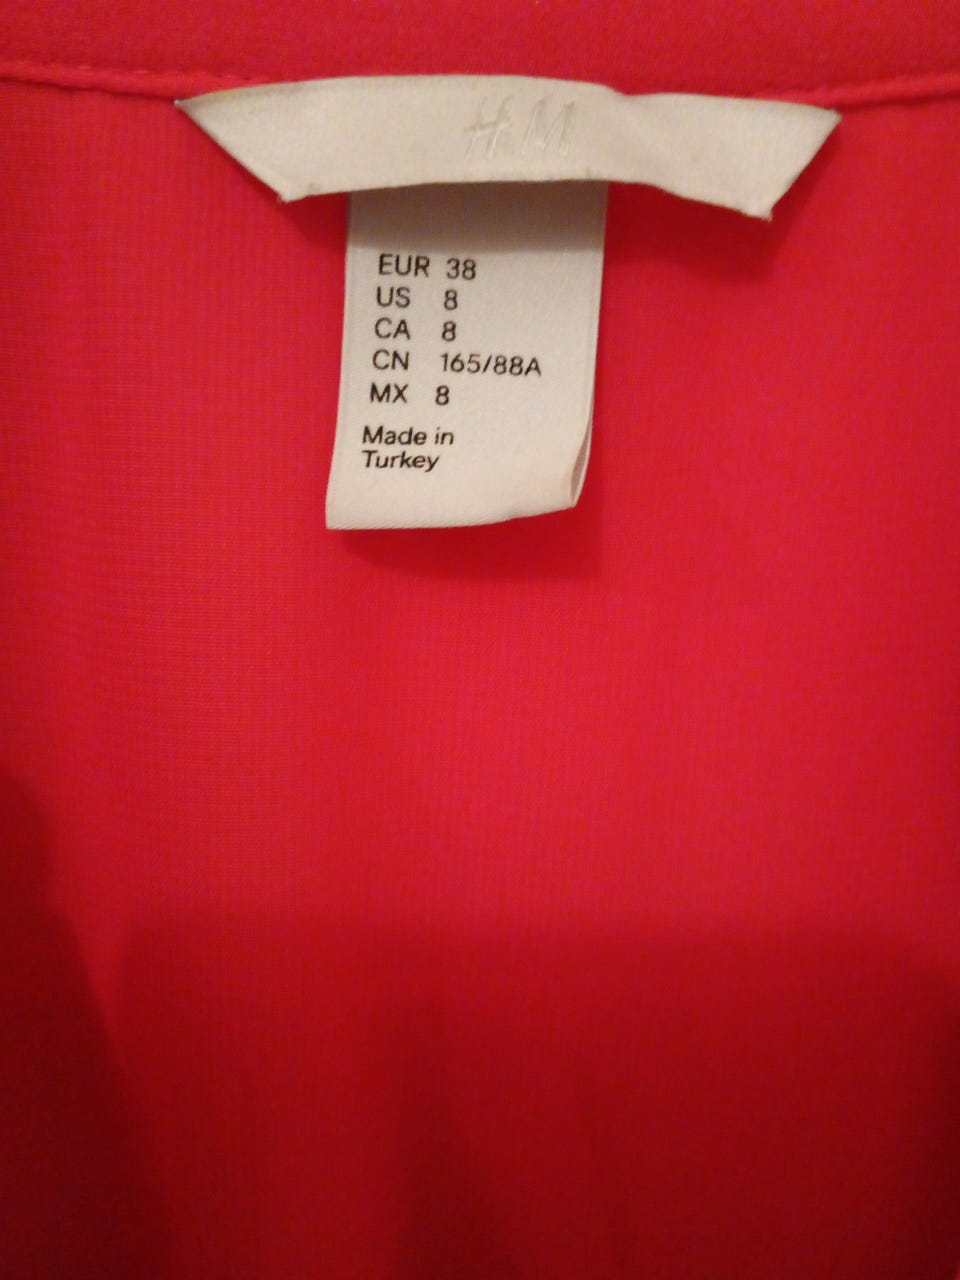 H M
EUR 38
US 8
CA 8
CN 165/88A
MX 8
Made in
Turkey